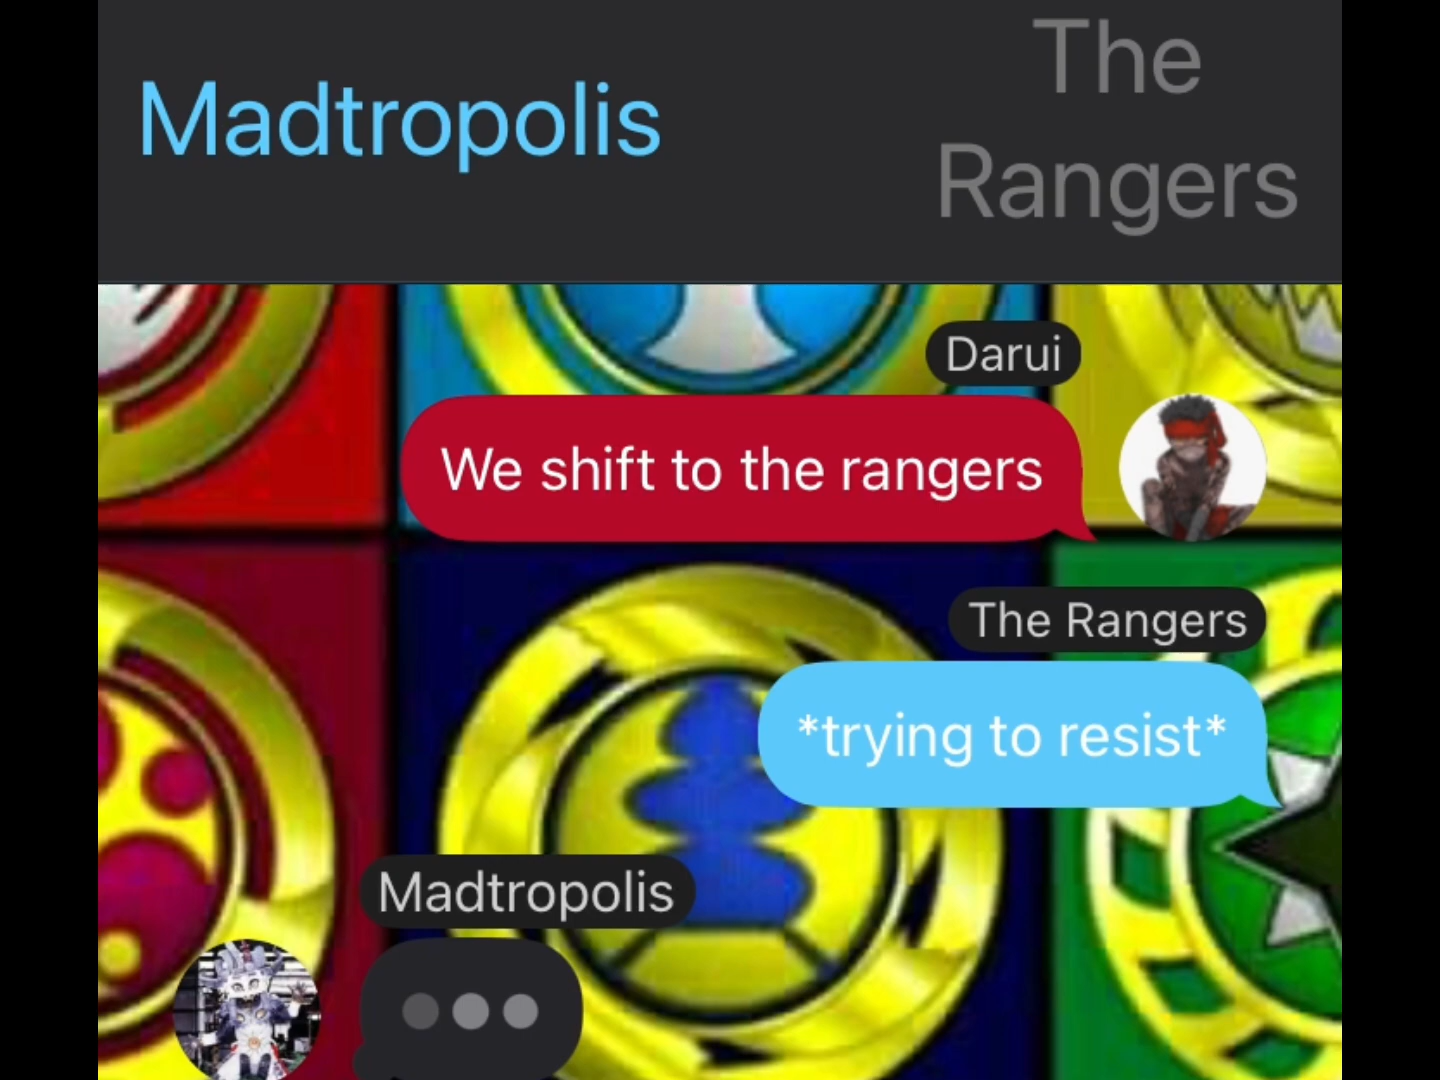 Madtropolis
The
Rangers
Darui
We shift to the rangers
The Rangers
*trying to resist*
Madtropolis